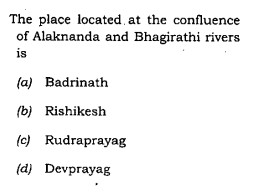 The place located at the confluence
of Alaknanda and Bhagirathi rivers
is
(a) Badrinath
(b) Rishikesh
(c) Rudraprayag
(d) Devprayag